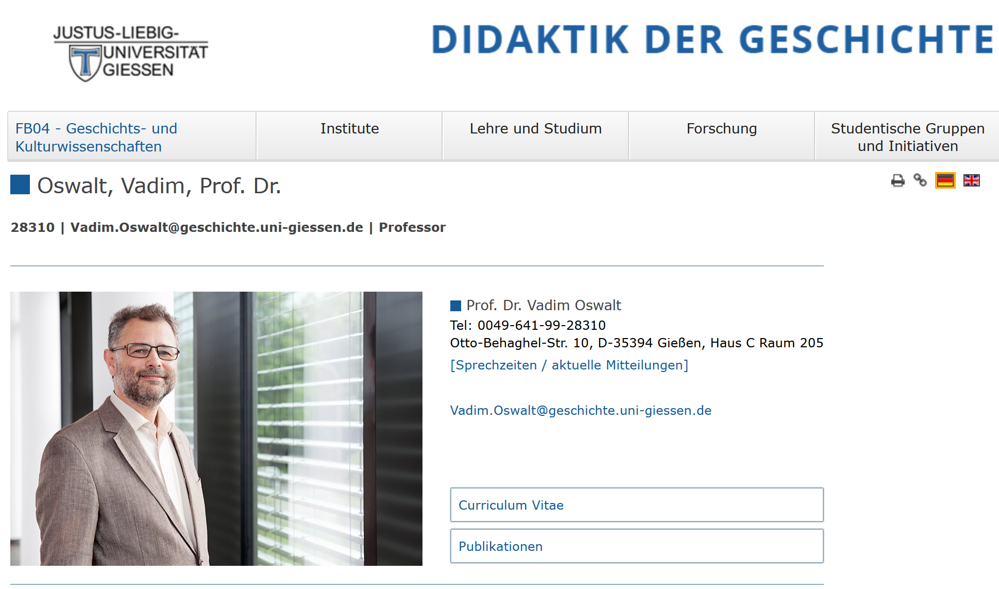 JUSTUS-LIEBIG-
UNIVERSITÄT
GIESSEN
DIDAKTIK DER GESCHICHTE
FB04 - Geschichts- und
Kulturwissenschaften
Institute
Lehre und Studium
Forschung
Studentische Gruppen
und Initiativen
Oswalt, Vadim, Prof. Dr.
28310 | Vadim.Oswalt@geschichte.uni-giessen.de | Professor
Prof. Dr. Vadim Oswalt
Tel: 0049-641-99-28310
Otto-Behaghel-Str. 10, D-35394 Gießen, Haus C Raum 205
[Sprechzeiten / aktuelle Mitteilungen]
Vadim.Oswalt@geschichte.uni-giessen.de
Curriculum Vitae
Publikationen